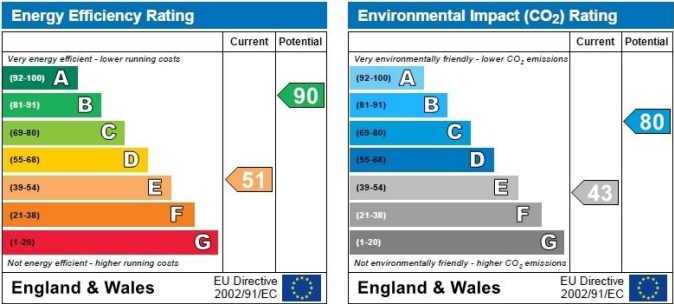 Energy Efficiency Rating
Current Potential
Very energy efficient - lower running costs
(92-100) A
(81-91) B
(69-80) C
(55-68) D
(39-54) E
(21-38) F
(1-20) G
90
51
Not energy efficient - higher running costs
England & Wales
EU Directive
2002/91/EC
Environmental Impact (CO₂) Rating
Current Potential
Very environmentally friendly - lower CO₂ emissions
(92-100) A
(81-91) B
(69-80) C
(55-68) D
(39-54) E
(21-38) F
(1-20) G
80
43
Not environmentally friendly - higher CO₂ emissions
England & Wales
EU Directive
2002/91/EC